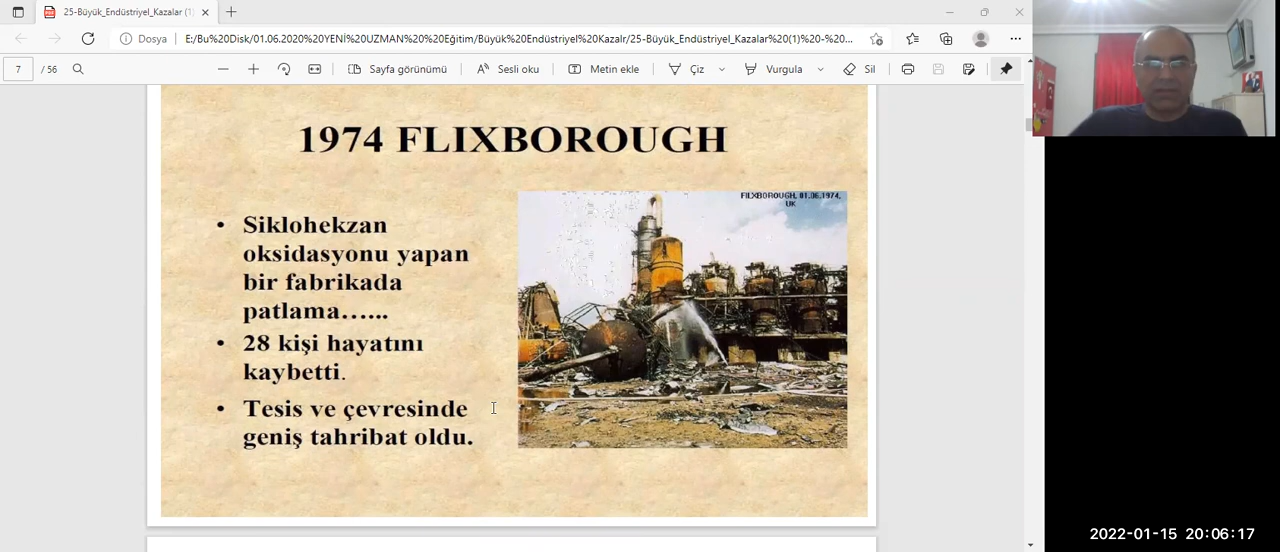 25-Büyük_Endüstriyel_Kazalar (1)
Dosya
E:/Bu%20Disk/01.06.2020%20YENİ%20UZMAN%20%20Eğitim/Büyük%20Endüstriyel%20Kazalr/25-Büyük_Endüstriyel_Kazalar%20(1)%20-%20...
7 / 56
Sayfa görünümü
Sesli oku
Metin ekle
Çiz
Vurgula
Sil
1974 FLIXBOROUGH
FILXBOROUGH, 01.06.1974,
UK
• Siklohekzan
oksidasyonu yapan
bir fabrikada
patlama…...
• 28 kişi hayatını
kaybetti.
• Tesis ve çevresinde
geniş tahribat oldu.
2022-01-15 20:06:17